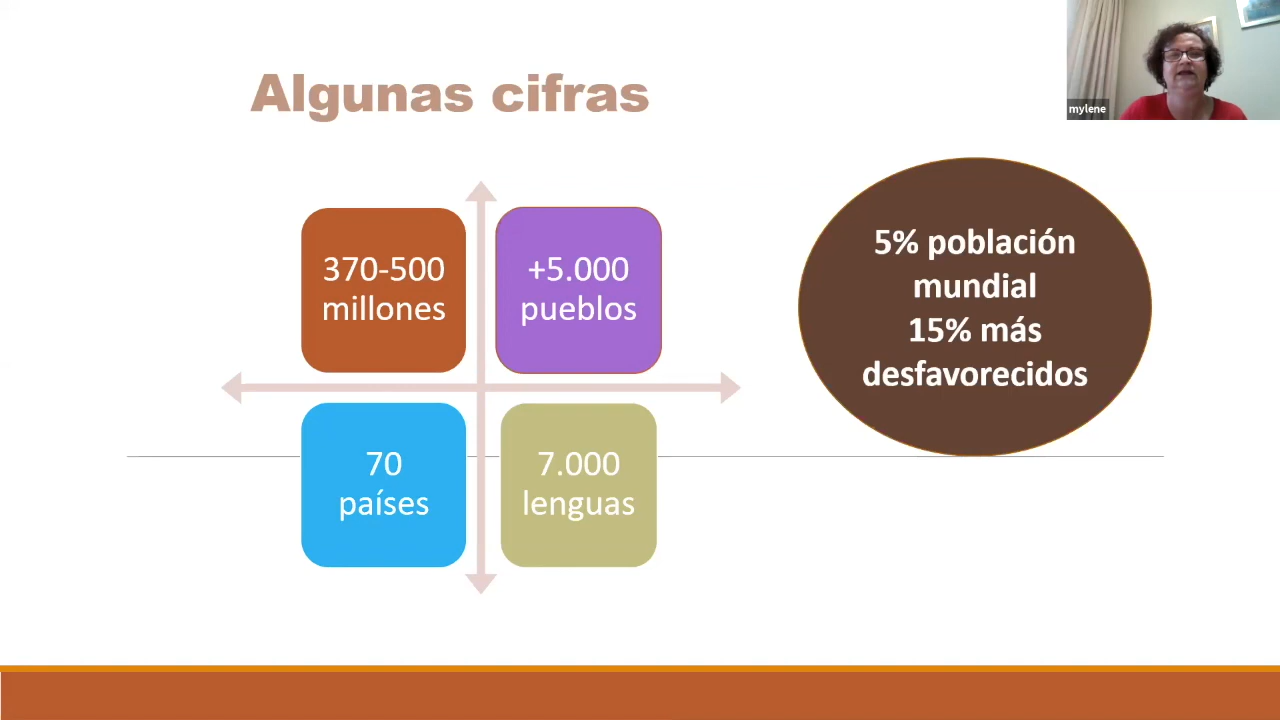 Algunas cifras
mylene
370-500
millones
+5.000
pueblos
70
países
7.000
lenguas
5% población
mundial
15% más
desfavorecidos